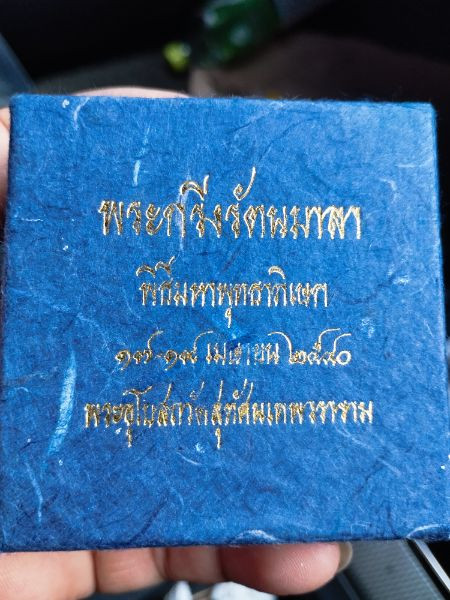 พระกริ่งรัตนมาลา
พิธีมหาพุทธาภิเษก
๑๗-๑๙ เมษายน ๒๕๔๐
พระอุโบสถวัดสุทัศนเทพวราราม